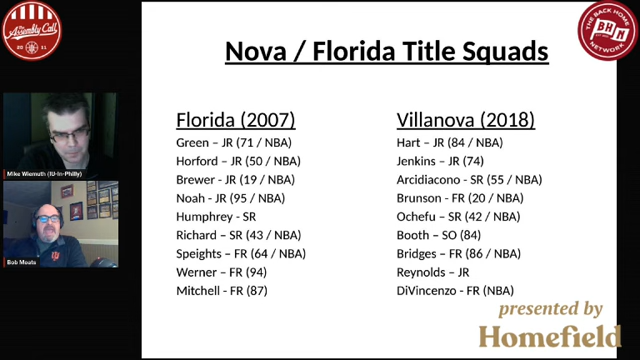 The Assembly Call
20 11
THE BACK HOME
BHN
NETWORK
Nova / Florida Title Squads
Florida (2007)
Green – JR (71 / NBA)
Horford – JR (50 / NBA)
Brewer - JR (19 / NBA)
Noah - JR (95 / NBA)
Humphrey - SR
Richard – SR (43 / NBA)
Speights – FR (64 / NBA)
Werner – FR (94)
Mitchell - FR (87)
Villanova (2018)
Hart – JR (84 / NBA)
Jenkins – JR (74)
Arcidiacono - SR (55 / NBA)
Brunson - FR (20 / NBA)
Ochefu – SR (42 / NBA)
Booth – SO (84)
Bridges – FR (86 / NBA)
Reynolds – JR
DiVincenzo - FR (NBA)
Mike Wiemuth (IU-In-Philly)
Bob Moats
presented by
Homefield